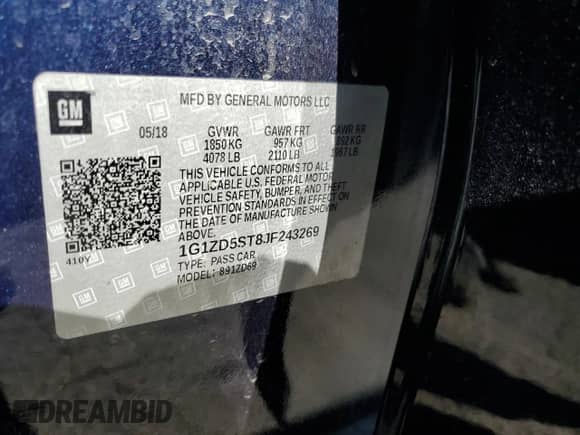 GM
MFD BY GENERAL MOTORS LLC
05/18 GVWR GAWR FRT GAWR RR
1850 KG 957 KG 892 KG
4078 LB 2110 LB 1967 LB
THIS VEHICLE CONFORMS TO ALL
APPLICABLE U.S. FEDERAL MOTOR
VEHICLE SAFETY, BUMPER, AND THEFT
PREVENTION STANDARDS IN EFFECT ON
THE DATE OF MANUFACTURE SHOWN
ABOVE.
410Y
1G1ZD5ST8JF243269
TYPE: PASS CAR
MODEL: 891ZD69
DREAMBID